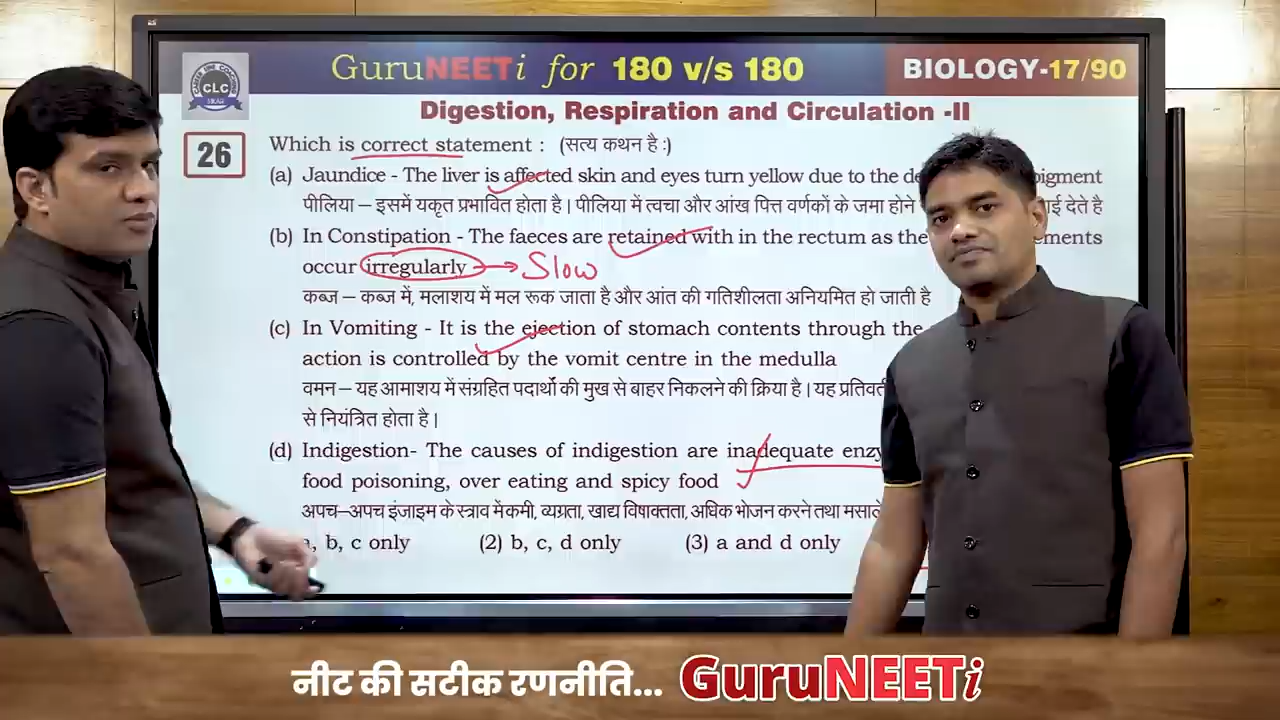 GuruNEETi for 180 v/s 180
BIOLOGY-17/90
CLC
SIKAR
Digestion, Respiration and Circulation -II
26
Which is correct statement : (सत्य कथन है :)
(a) Jaundice - The liver is affected skin and eyes turn yellow due to the pigment
पीलिया – इसमें यकृत प्रभावित होता है | पीलिया में त्वचा और आंख पित्त वर्णकों के जमा होने देते है
(b) In Constipation - The faeces are retained with in the rectum as the
occur irregularly → Slow
कब्ज – कब्ज में, मलाशय में मल रूक जाता है और आंत की गतिशीलता अनियमित हो जाती है
(c) In Vomiting - It is the ejection of stomach contents through the
action is controlled by the vomit centre in the medulla
वमन – यह आमाशय में संग्रहित पदार्थो की मुख से बाहर निकलने की क्रिया है | यह
से नियंत्रित होता है |
(d) Indigestion- The causes of indigestion are inadequate
food poisoning, over eating and spicy food
अपच–अपच इंजाइम के स्त्राव में कमी, व्यग्रता, खाद्य विषाक्तता, अधिक भोजन करने तथा
a, b, c only (2) b, c, d only (3) a and d only
नीट की सटीक रणनीति... GuruNEETi